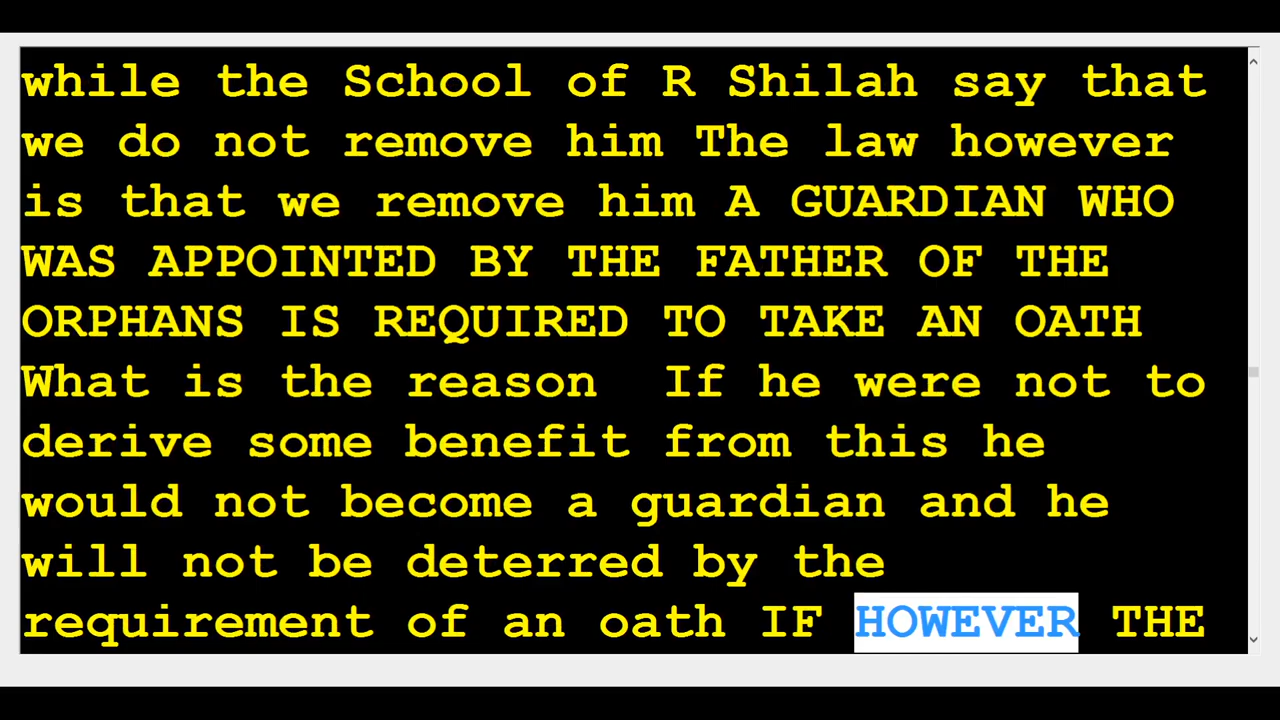 while the School of R Shilah say that
we do not remove him The law however
is that we remove him A GUARDIAN WHO
WAS APPOINTED BY THE FATHER OF THE
ORPHANS IS REQUIRED TO TAKE AN OATH
What is the reason  If he were not to
derive some benefit from this he
would not become a guardian and he
will not be deterred by the
requirement of an oath IF HOWEVER THE